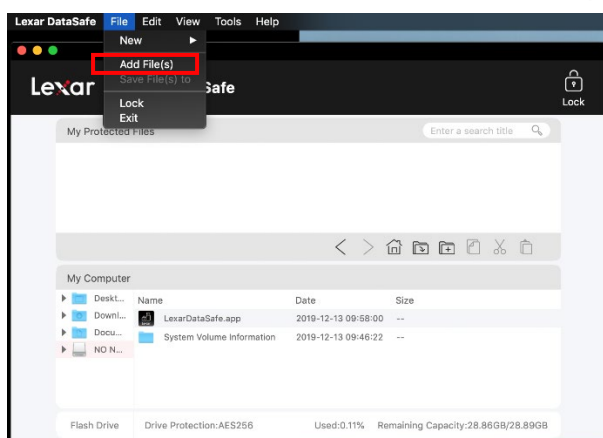 Lexar DataSafe File Edit View Tools Help
New
Add File(s)
Save File(s) to
Lock
Exit
Lexar Safe
Lock
My Protected Files
Enter a search title
My Computer
Deskt...
Downl...
Docu...
NO N...
Name Date Size
LexarDataSafe.app 2019-12-13 09:58:00 --
System Volume Information 2019-12-13 09:46:22 --
Flash Drive Drive Protection:AES256 Used:0.11% Remaining Capacity:28.86GB/28.89GB